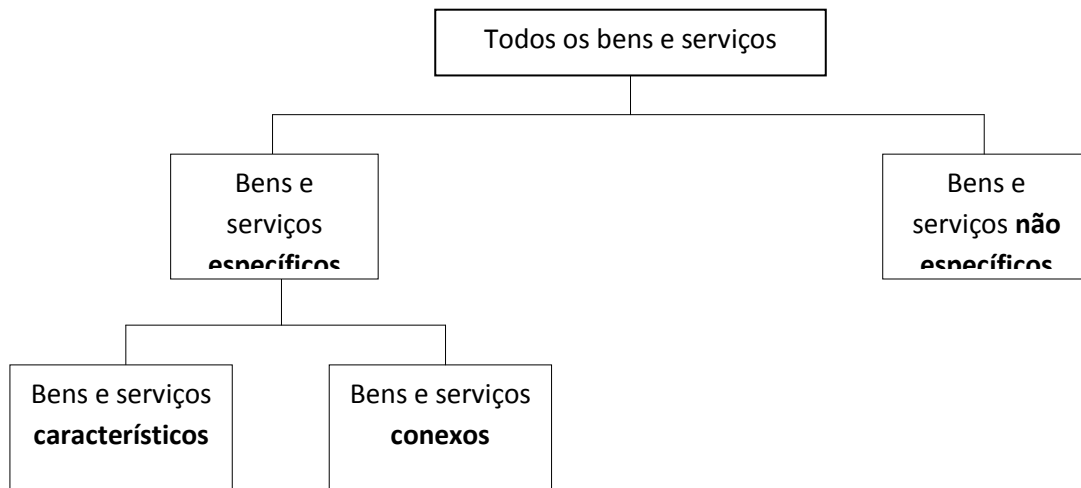 Todos os bens e serviços
Bens e
serviços
específicos
Bens e
serviços não
específicos
Bens e serviços
característicos
Bens e serviços
conexos